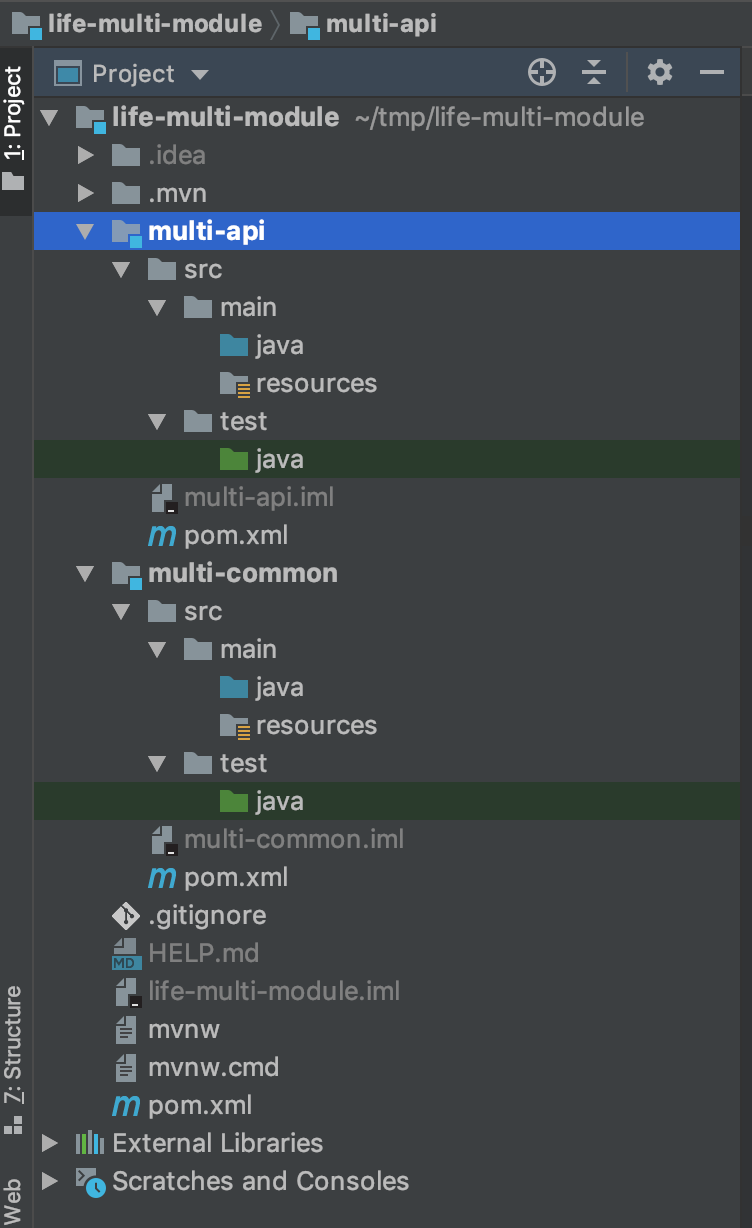 life-multi-module multi-api
Project
1: Project
life-multi-module ~/tmp/life-multi-module
.idea
.mvn
multi-api
src
main
java
resources
test
java
multi-api.iml
m pom.xml
multi-common
src
main
java
resources
test
java
multi-common.iml
m pom.xml
.gitignore
MD HELP.md
life-multi-module.iml
mvnw
mvnw.cmd
m pom.xml
External Libraries
Scratches and Consoles
7: Structure
Web